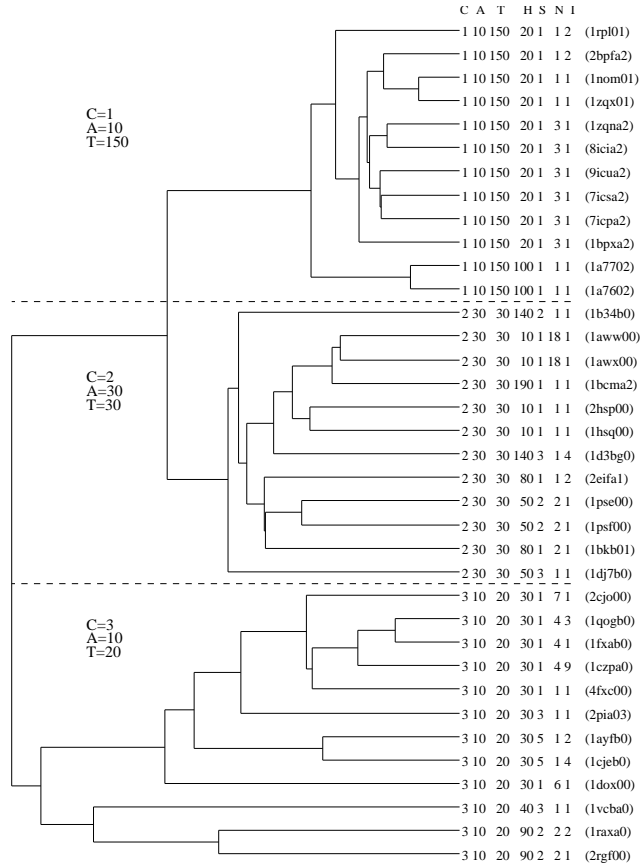 C A T H S N I
1 10 150 20 1 1 2 (1rpl01)
1 10 150 20 1 1 2 (2bpfa2)
1 10 150 20 1 1 1 (1nom01)
1 10 150 20 1 1 1 (1zqx01)
C=1
A=10
T=150
1 10 150 20 1 3 1 (1zqna2)
1 10 150 20 1 3 1 (8icia2)
1 10 150 20 1 3 1 (9icua2)
1 10 150 20 1 3 1 (7icsa2)
1 10 150 20 1 3 1 (7icpa2)
1 10 150 20 1 3 1 (1bpxa2)
1 10 150 100 1 1 1 (1a7702)
1 10 150 100 1 1 1 (1a7602)
2 30 30 140 2 1 1 (1b34b0)
2 30 30 10 1 18 1 (1aww00)
2 30 30 10 1 18 1 (1awx00)
C=2
A=30
T=30
2 30 30 190 1 1 1 (1bcma2)
2 30 30 10 1 1 1 (2hsp00)
2 30 30 10 1 1 1 (1hsq00)
2 30 30 140 3 1 4 (1d3bg0)
2 30 30 80 1 1 2 (2eifa1)
2 30 30 50 2 2 1 (1pse00)
2 30 30 50 2 2 1 (1psf00)
2 30 30 80 1 2 1 (1bkb01)
2 30 30 50 3 1 1 (1dj7b0)
3 10 20 30 1 7 1 (2cjo00)
C=3
A=10
T=20
3 10 20 30 1 4 3 (1qogb0)
3 10 20 30 1 4 1 (1fxab0)
3 10 20 30 1 4 9 (1czpa0)
3 10 20 30 1 1 1 (4fxc00)
3 10 20 30 3 1 1 (2pia03)
3 10 20 30 5 1 2 (1ayfb0)
3 10 20 30 5 1 4 (1cjeb0)
3 10 20 30 1 6 1 (1dox00)
3 10 20 40 3 1 1 (1vcba0)
3 10 20 90 2 2 2 (1raxa0)
3 10 20 90 2 2 1 (2rgf00)